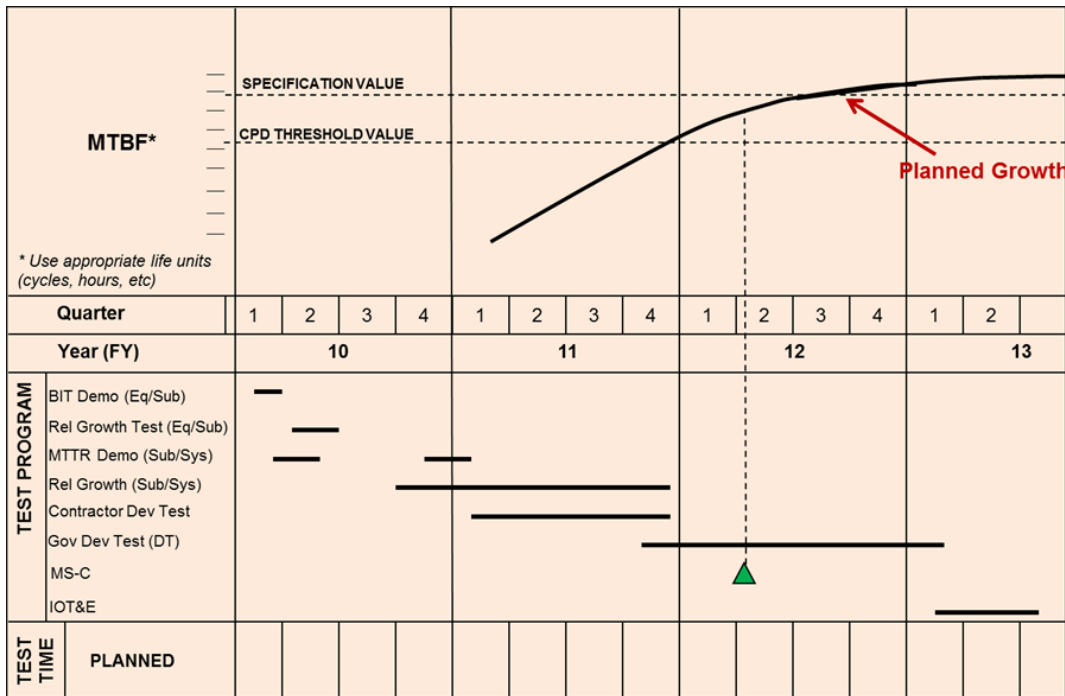 SPECIFICATION VALUE
CPD THRESHOLD VALUE
MTBF*
Planned Growth
* Use appropriate life units
(cycles, hours, etc)
Quarter 1 2 3 4 1 2 3 4 1 2 3 4 1 2
Year (FY) 10 11 12 13
TEST PROGRAM
BIT Demo (Eq/Sub)
Rel Growth Test (Eq/Sub)
MTTR Demo (Sub/Sys)
Rel Growth (Sub/Sys)
Contractor Dev Test
Gov Dev Test (DT)
MS-C
IOT&E
TEST
TIME
PLANNED